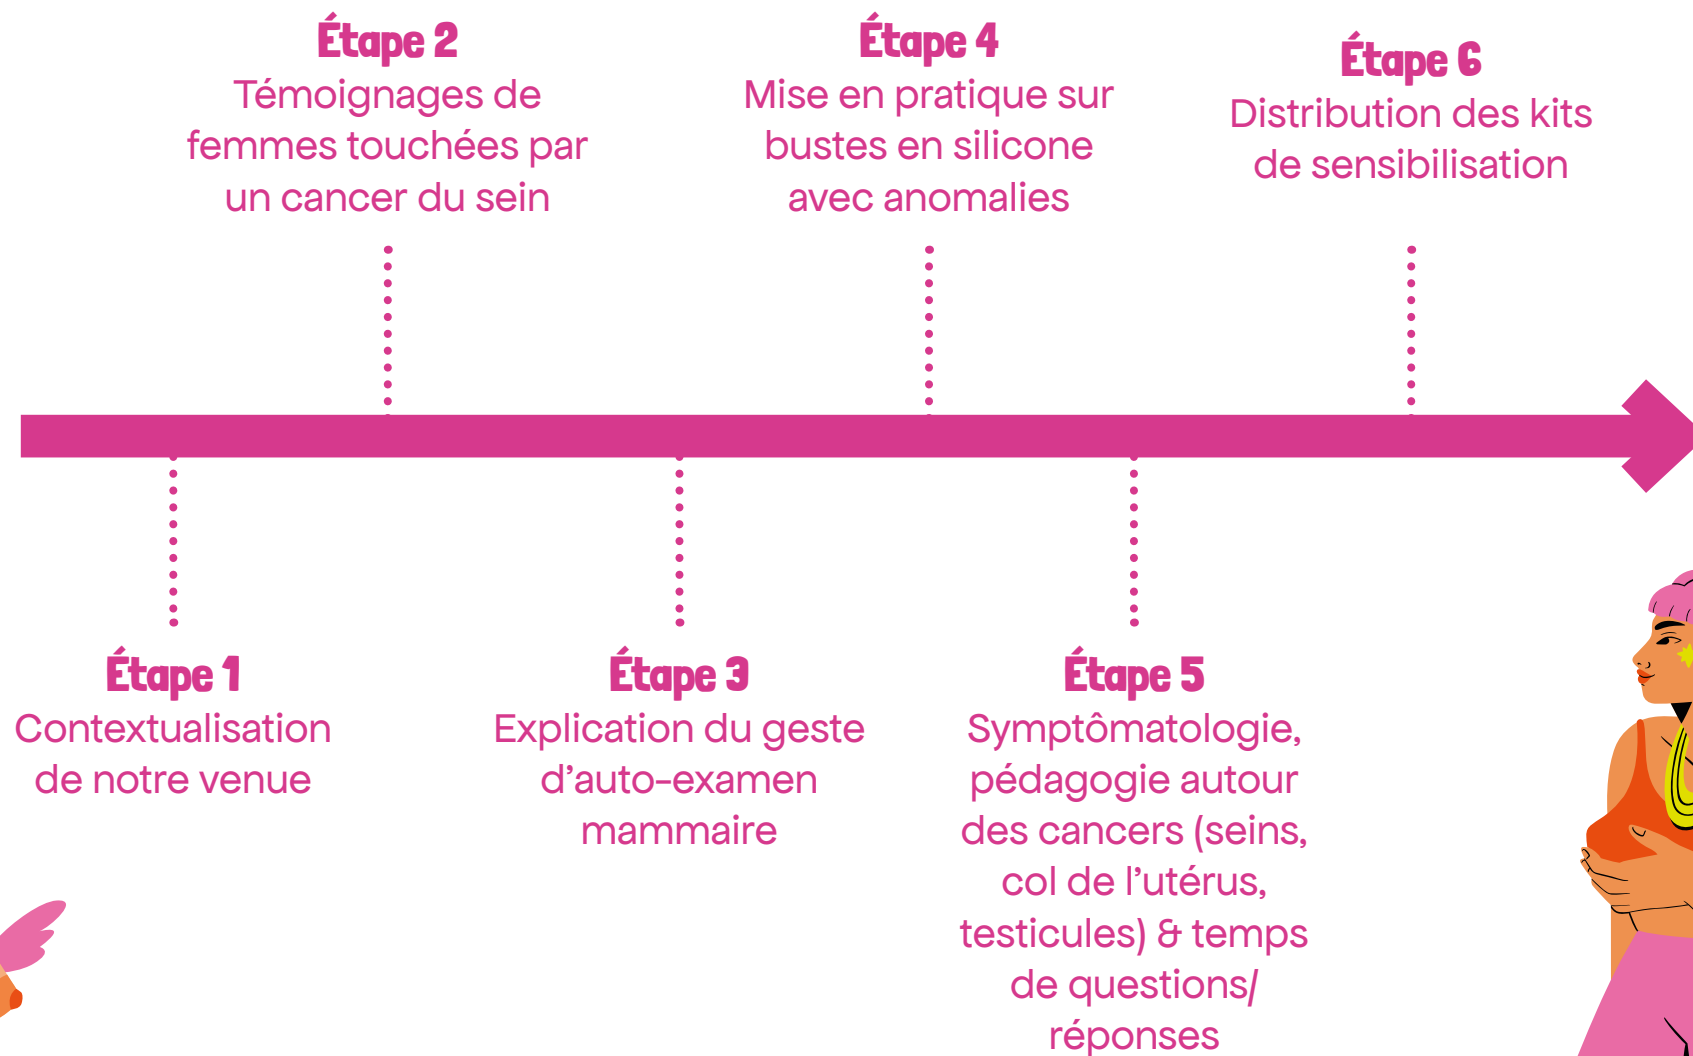 Étape 2
Témoignages de
femmes touchées par
un cancer du sein
Étape 4
Mise en pratique sur
bustes en silicone
avec anomalies
Étape 6
Distribution des kits
de sensibilisation
Étape 1
Contextualisation
de notre venue
Étape 3
Explication du geste
d’auto-examen
mammaire
Étape 5
Symptômatologie,
pédagogie autour
des cancers (seins,
col de l’utérus,
testicules) & temps
de questions/
réponses